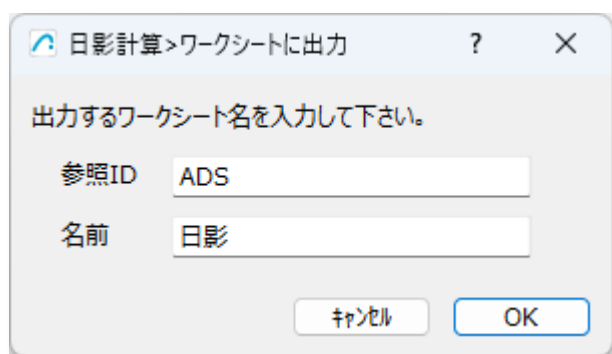 日影計算>ワークシートに出力 ?
出力するワークシート名を入力して下さい。
参照ID ADS
名前 日影
ｷｬﾝｾﾙ OK